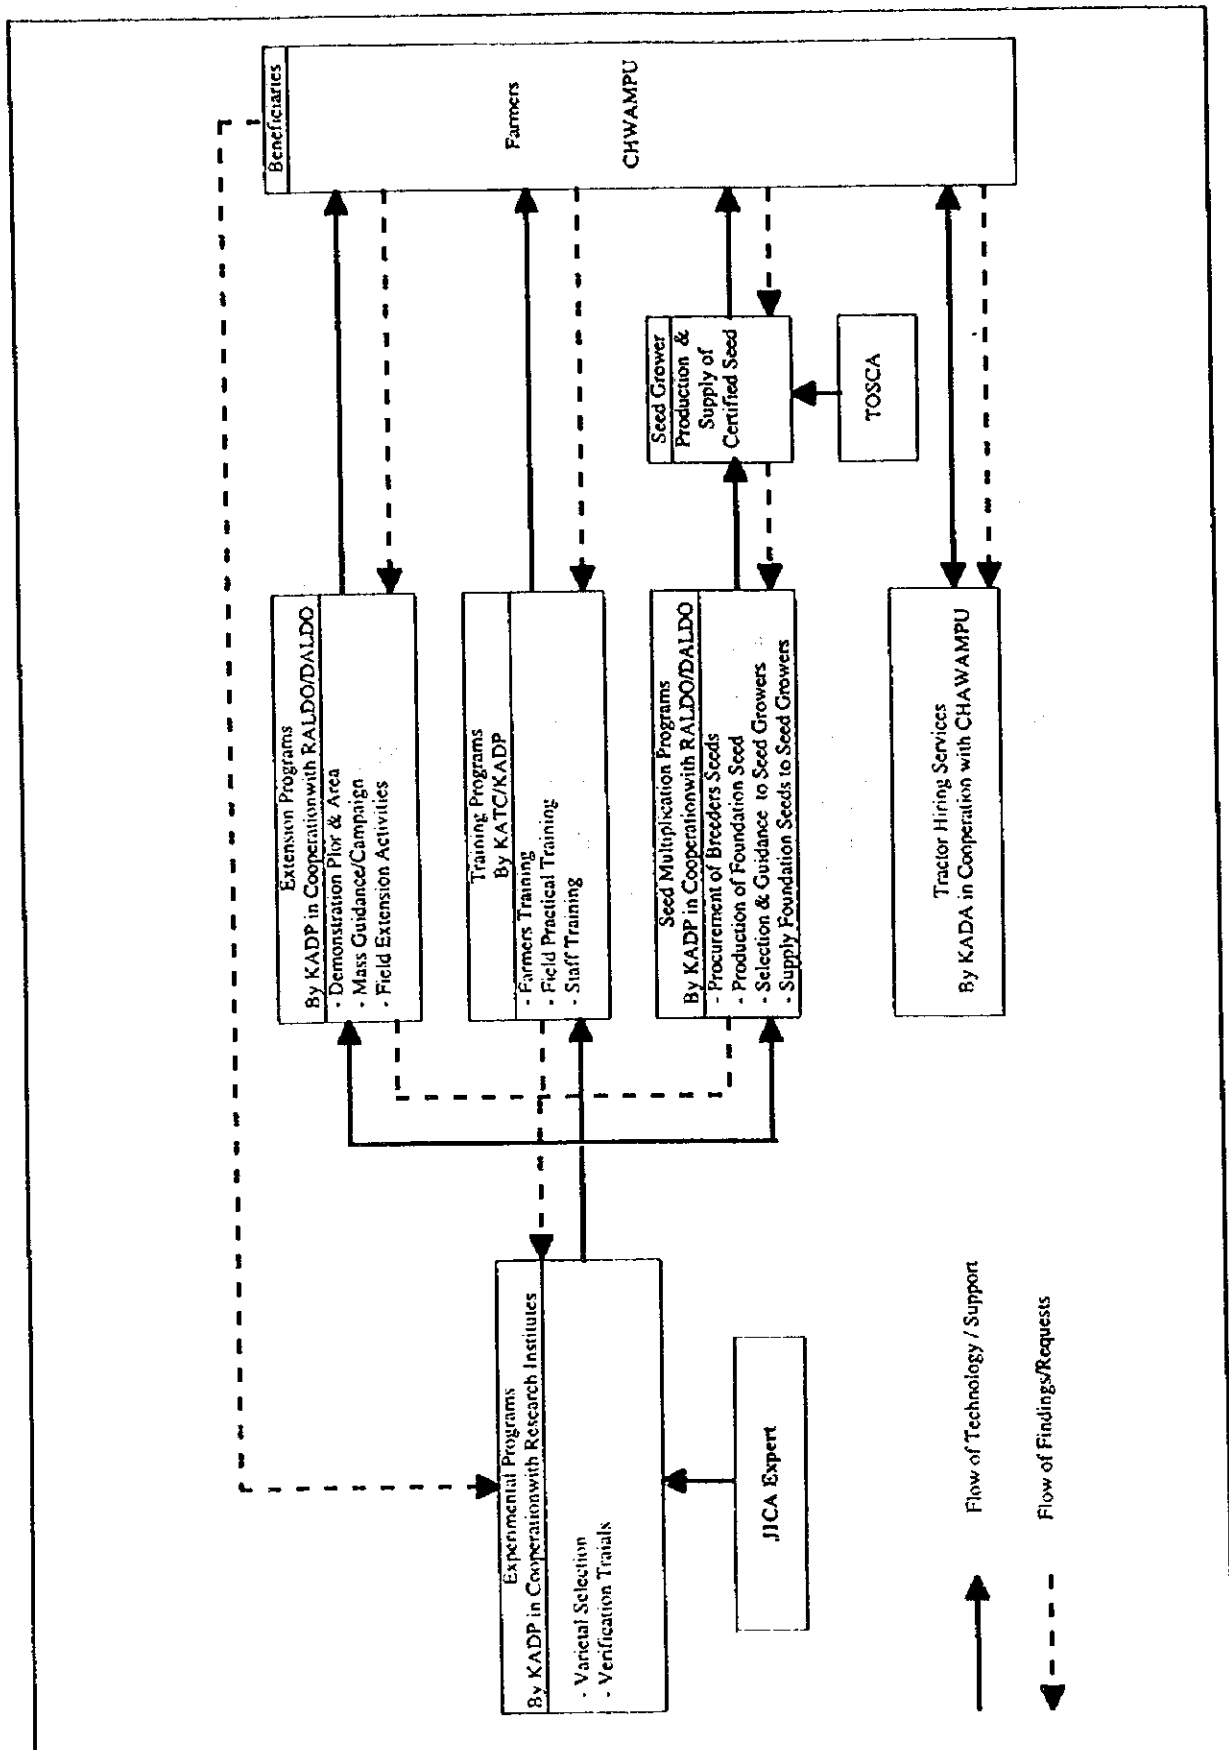 Experimental Programs
By KADP in Cooperationwith Research Institutes
- Varietal Selection
- Verification Traials
JICA Expert
Extension Programs
By KADP in Cooperationwith RALDO/DALDO
- Demonstration Plor & Area
- Mass Guidance/Campaign
- Field Extension Activities
Training Programs
By KATC/KADP
- Farmers Training
- Field Practical Training
- Staff Training
Seed Multiplication Programs
By KADP in Cooperationwith RALDO/DALDO
- Procurement of Breeders Seeds
- Production of Foundation Seed
- Selection & Guidance to Seed Growers
- Supply Foundation Seeds to Seed Growers
Tractor Hiring Services
By KADA in Cooperation with CHAWAMPU
Seed Grower
Production &
Supply of
Certified Seed
TOSCA
Beneficiaries
Farmers
CHWAMPU
Flow of Technology / Support
Flow of Findings/Requests